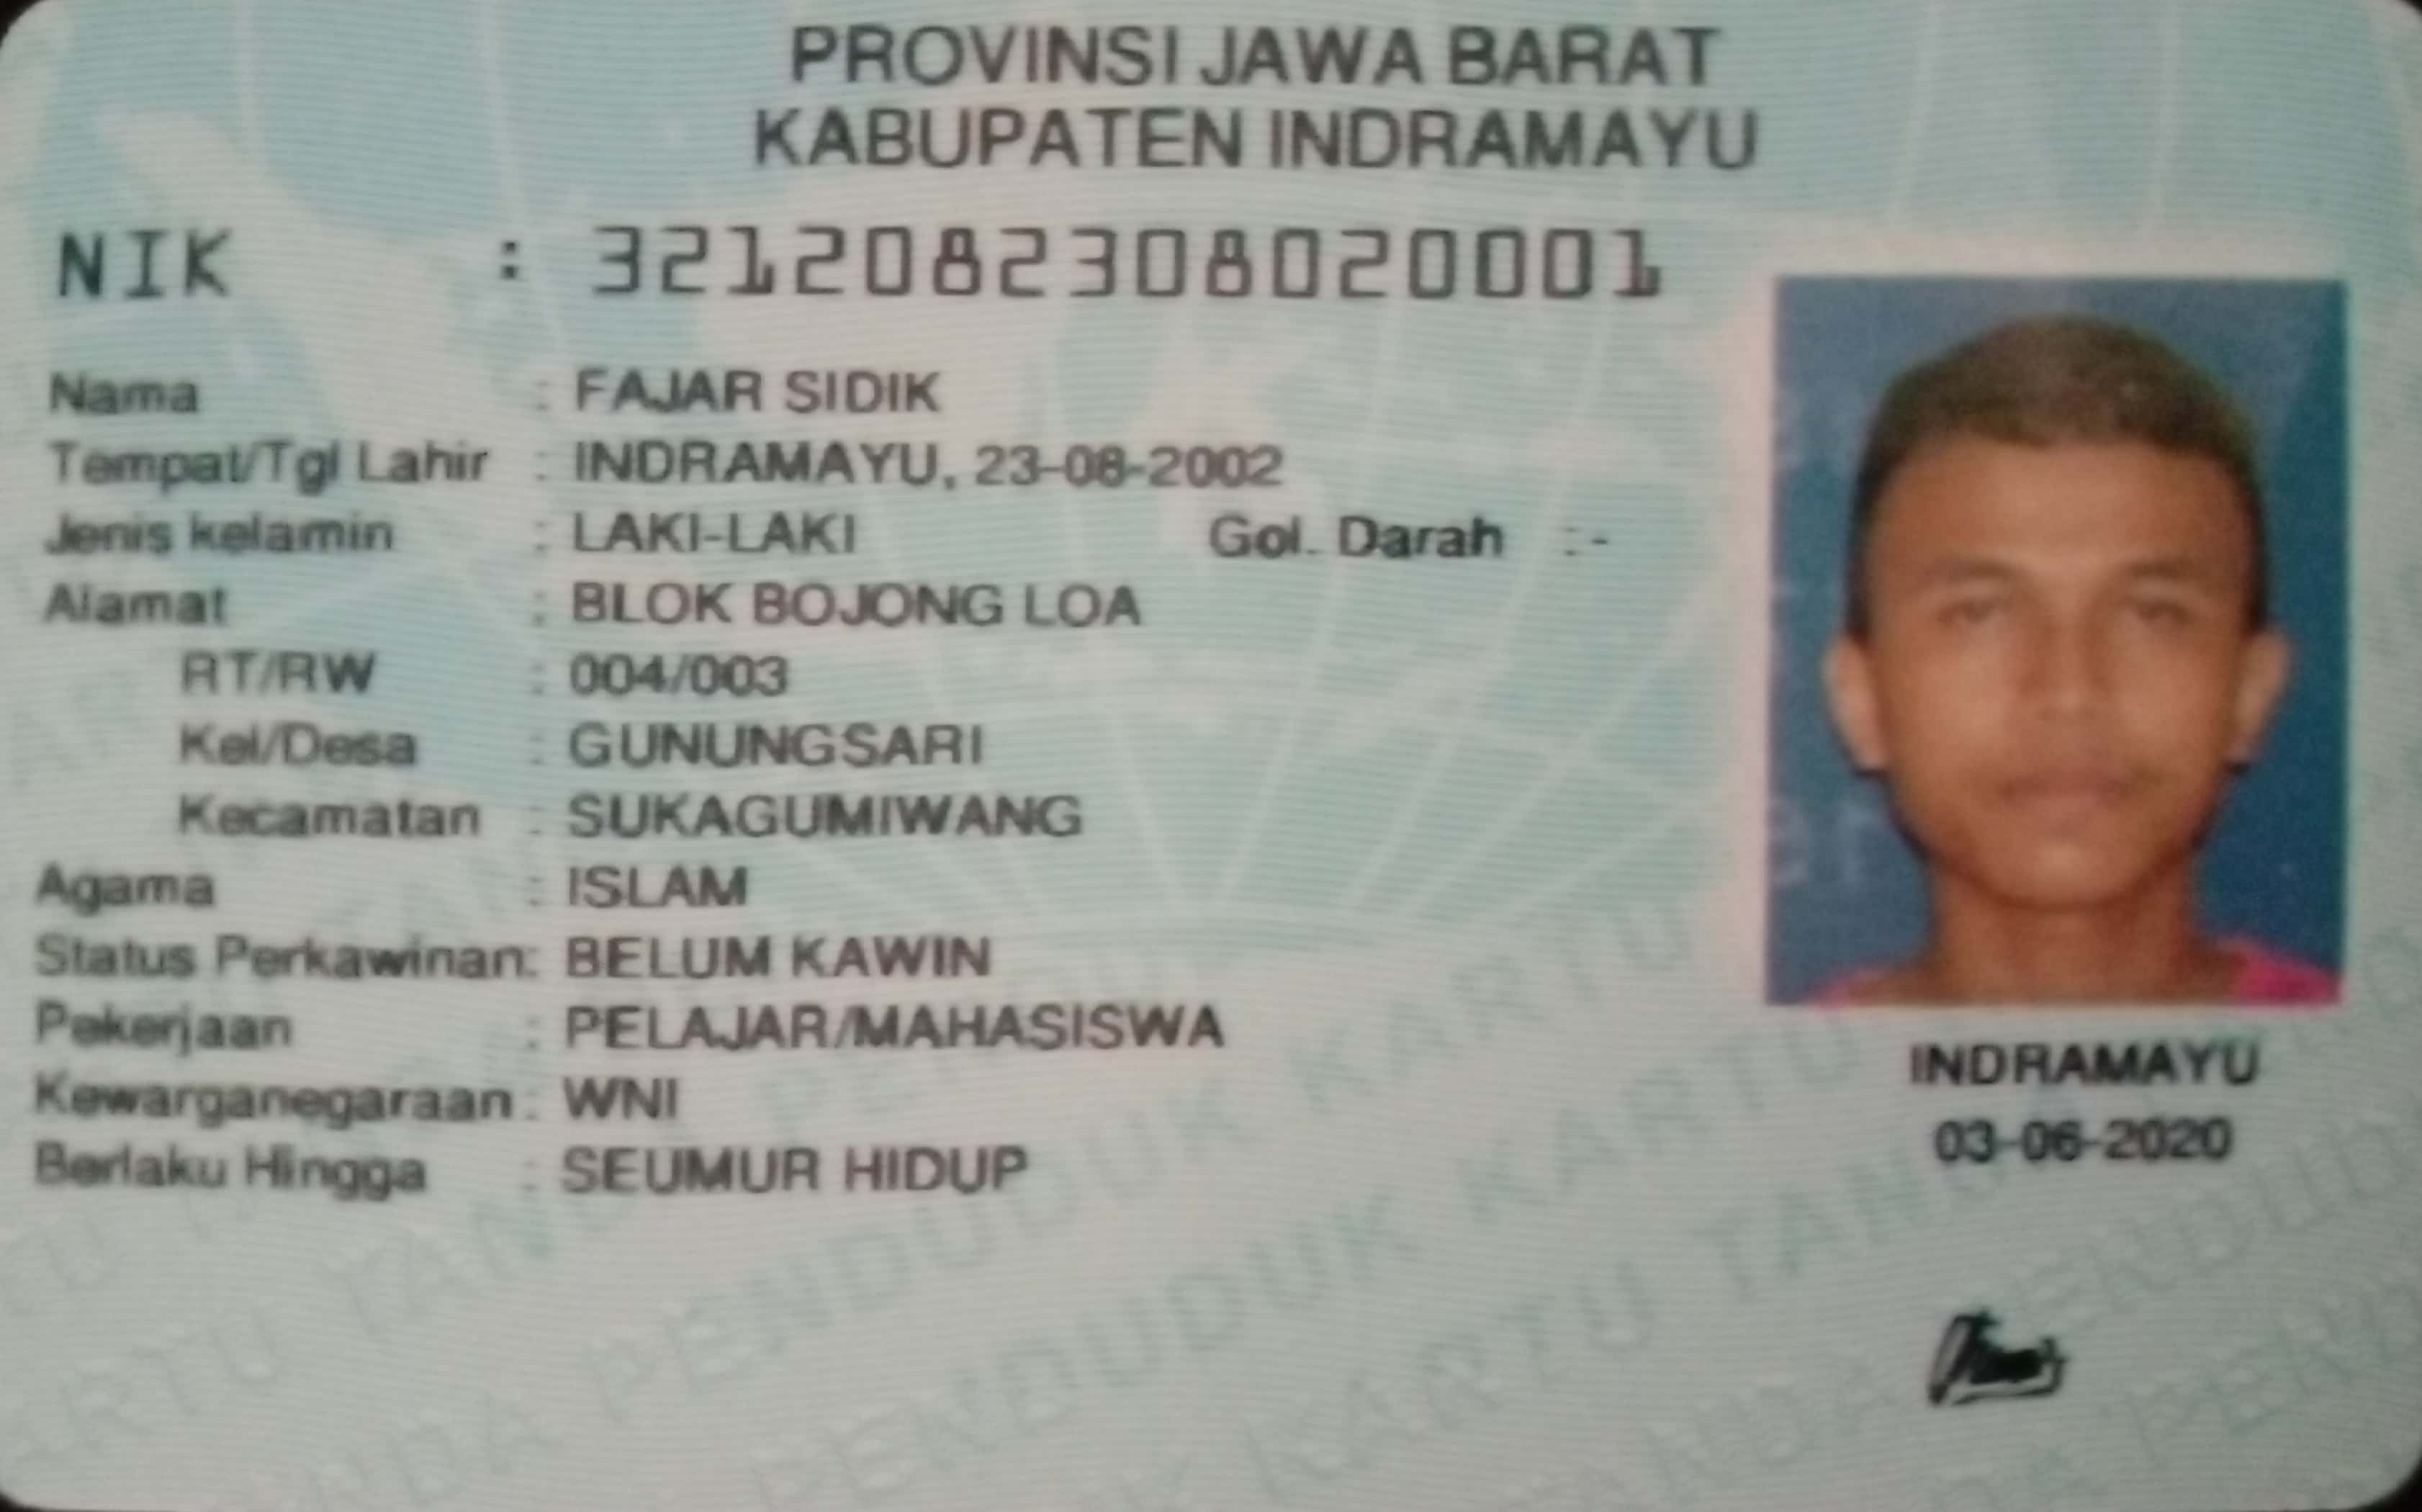 PROVINSI JAWA BARAT
KABUPATEN INDRAMAYU
NIK : 3212082308020001
Nama : FAJAR SIDIK
Tempat/Tgl Lahir : INDRAMAYU, 23-08-2002
Jenis kelamin : LAKI-LAKI Gol. Darah : -
Alamat : BLOK BOJONG LOA
RT/RW : 004/003
Kel/Desa : GUNUNGSARI
Kecamatan : SUKAGUMIWANG
Agama : ISLAM
Status Perkawinan: BELUM KAWIN
Pekerjaan : PELAJAR/MAHASISWA
Kewarganegaraan : WNI
Berlaku Hingga : SEUMUR HIDUP
INDRAMAYU
03-06-2020